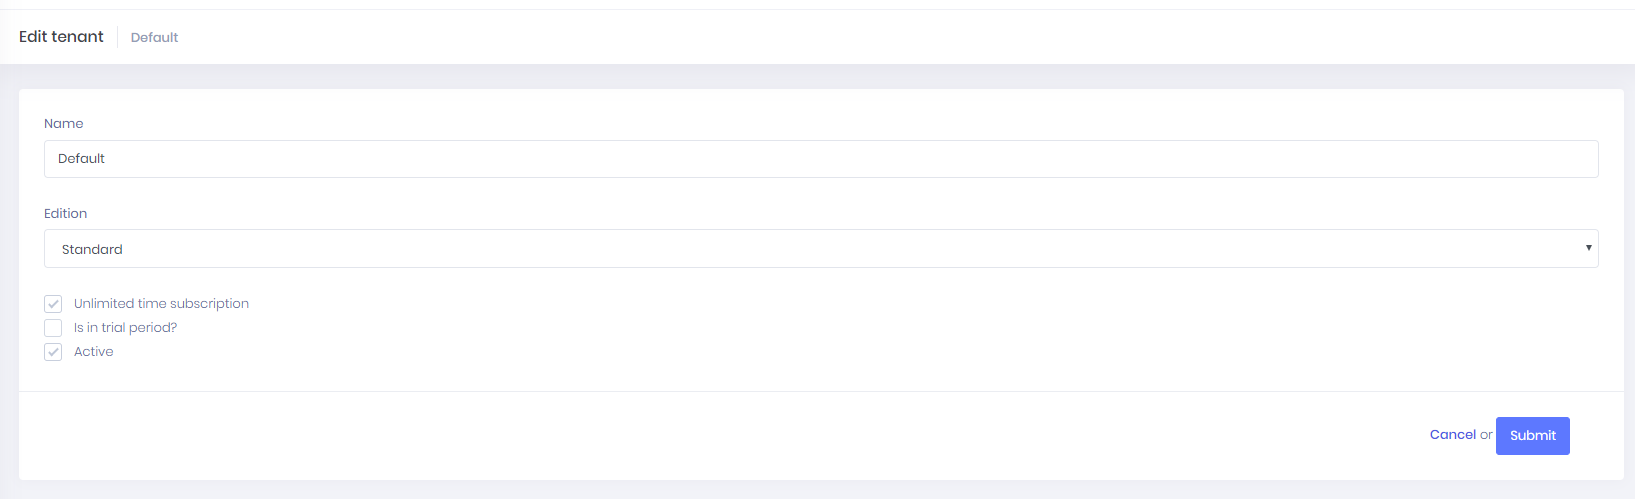 Edit tenant Default
Name
Default
Edition
Standard
Unlimited time subscription
Is in trial period?
Active
Cancel or Submit